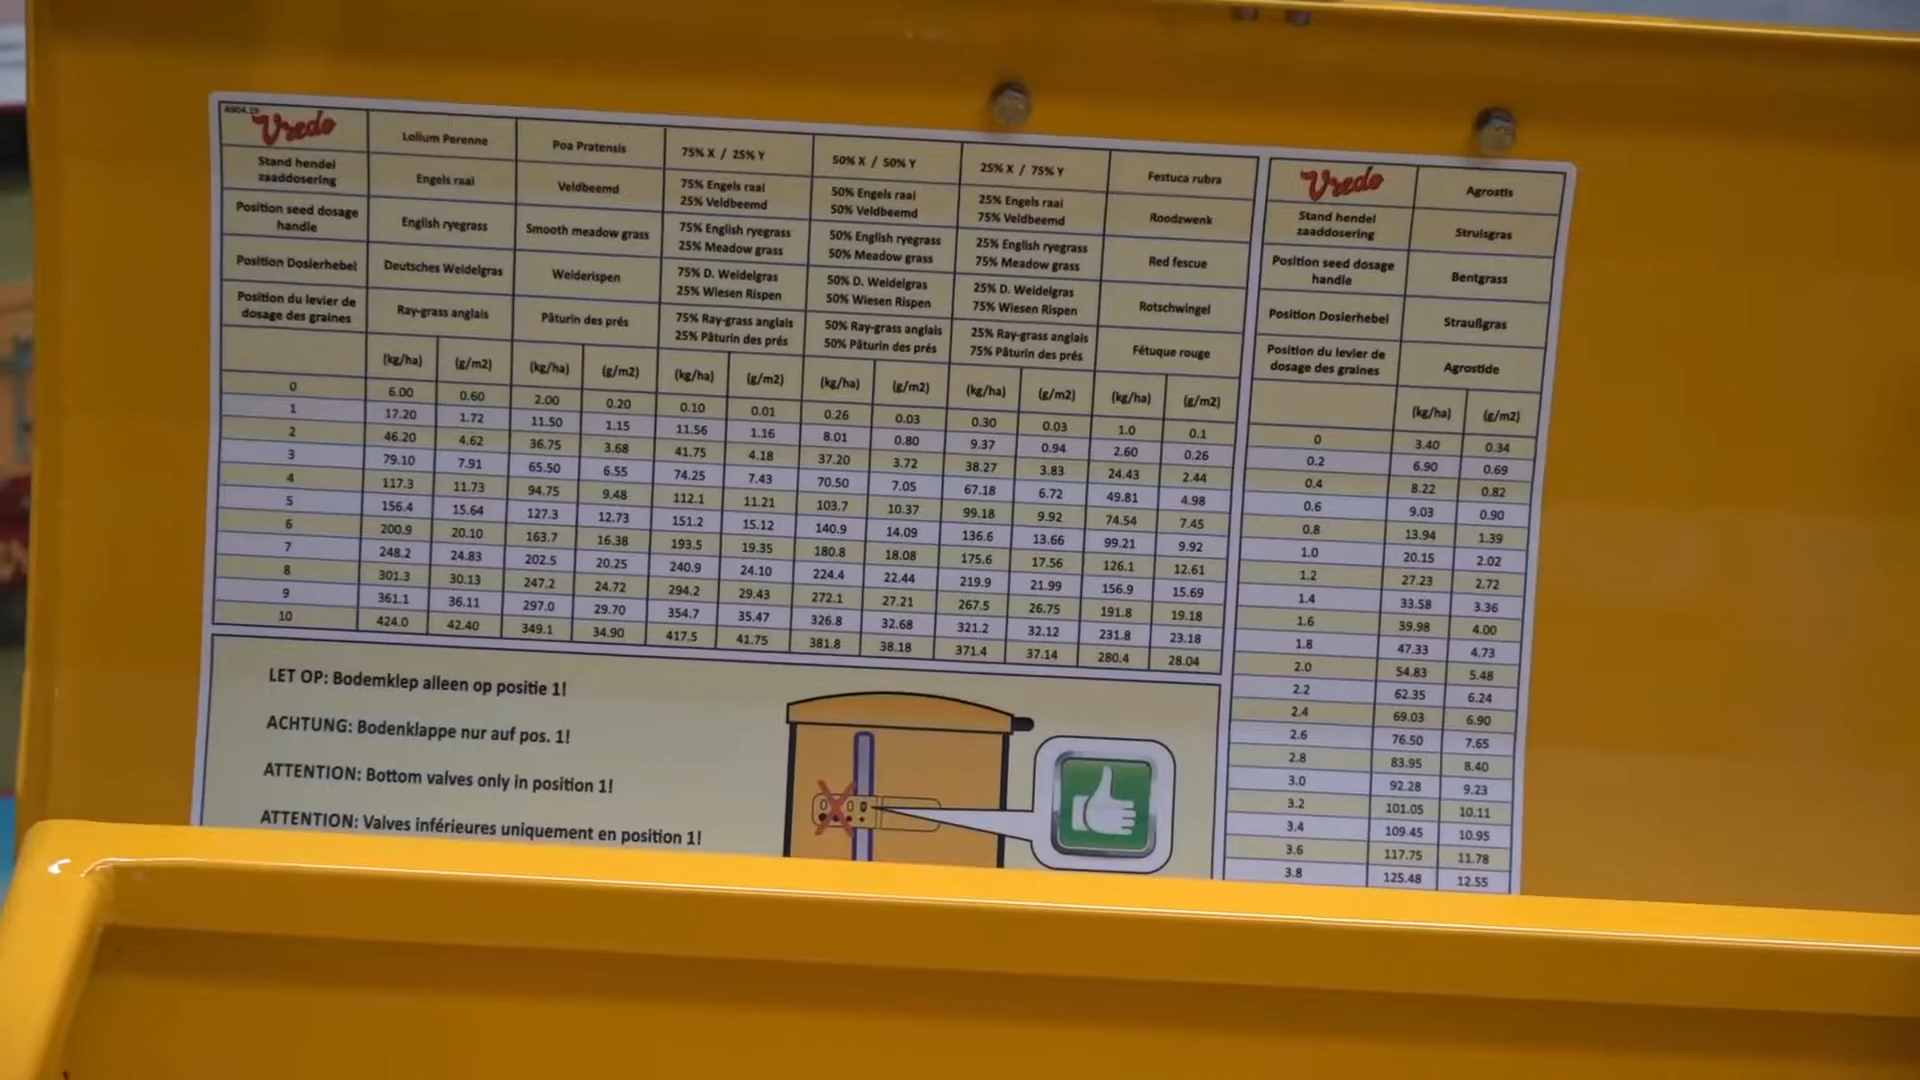 A904.19
Vredo
Lolium Perenne
Poa Pratensis
75% X / 25% Y
50% X / 50% Y
25% X / 75% Y
Festuca rubra
Stand hendel
zaaddosering
Engels raai
Veldbeemd
75% Engels raai
25% Veldbeemd
50% Engels raai
50% Veldbeemd
25% Engels raai
75% Veldbeemd
Roodzwenk
Position seed dosage
handle
English ryegrass
Smooth meadow grass
75% English ryegrass
25% Meadow grass
50% English ryegrass
50% Meadow grass
25% English ryegrass
75% Meadow grass
Red fescue
Position Dosierhebel
Deutsches Weidelgras
Weiderispen
75% D. Weidelgras
25% Wiesen Rispen
50% D. Weidelgras
50% Wiesen Rispen
25% D. Weidelgras
75% Wiesen Rispen
Rotschwingel
Position du levier de
dosage des graines
Ray-grass anglais
Pâturin des prés
75% Ray-grass anglais
25% Pâturin des prés
50% Ray-grass anglais
50% Pâturin des prés
25% Ray-grass anglais
75% Pâturin des prés
Fétuque rouge
(kg/ha) (g/m2) (kg/ha) (g/m2) (kg/ha) (g/m2) (kg/ha) (g/m2) (kg/ha) (g/m2) (kg/ha) (g/m2)
0 6.00 0.60 2.00 0.20 0.10 0.01 0.26 0.03 0.30 0.03 1.0 0.1
1 17.20 1.72 11.50 1.15 11.56 1.16 8.01 0.80 9.37 0.94 2.60 0.26
2 46.20 4.62 36.75 3.68 41.75 4.18 37.20 3.72 38.27 3.83 24.43 2.44
3 79.10 7.91 65.50 6.55 74.25 7.43 70.50 7.05 67.18 6.72 49.81 4.98
4 117.3 11.73 94.75 9.48 112.1 11.21 103.7 10.37 99.18 9.92 74.54 7.45
5 156.4 15.64 127.3 12.73 151.2 15.12 140.9 14.09 136.6 13.66 99.21 9.92
6 200.9 20.10 163.7 16.38 193.5 19.35 180.8 18.08 175.6 17.56 126.1 12.61
7 248.2 24.83 202.5 20.25 240.9 24.10 224.4 22.44 219.9 21.99 156.9 15.69
8 301.3 30.13 247.2 24.72 294.2 29.43 272.1 27.21 267.5 26.75 191.8 19.18
9 361.1 36.11 297.0 29.70 354.7 35.47 326.8 32.68 321.2 32.12 231.8 23.18
10 424.0 42.40 349.1 34.90 417.5 41.75 381.8 38.18 371.4 37.14 280.4 28.04
LET OP: Bodemklep alleen op positie 1!
ACHTUNG: Bodenklappe nur auf pos. 1!
ATTENTION: Bottom valves only in position 1!
ATTENTION: Valves inférieures uniquement en position 1!
Vredo
Agrostis
Stand hendel
zaaddosering
Struisgras
Position seed dosage
handle
Bentgrass
Position Dosierhebel
Straußgras
Position du levier de
dosage des graines
Agrostide
(kg/ha) (g/m2)
0 3.40 0.34
0.2 6.90 0.69
0.4 8.22 0.82
0.6 9.03 0.90
0.8 13.94 1.39
1.0 20.15 2.02
1.2 27.23 2.72
1.4 33.58 3.36
1.6 39.98 4.00
1.8 47.33 4.73
2.0 54.83 5.48
2.2 62.35 6.24
2.4 69.03 6.90
2.6 76.50 7.65
2.8 83.95 8.40
3.0 92.28 9.23
3.2 101.05 10.11
3.4 109.45 10.95
3.6 117.75 11.78
3.8 125.48 12.55